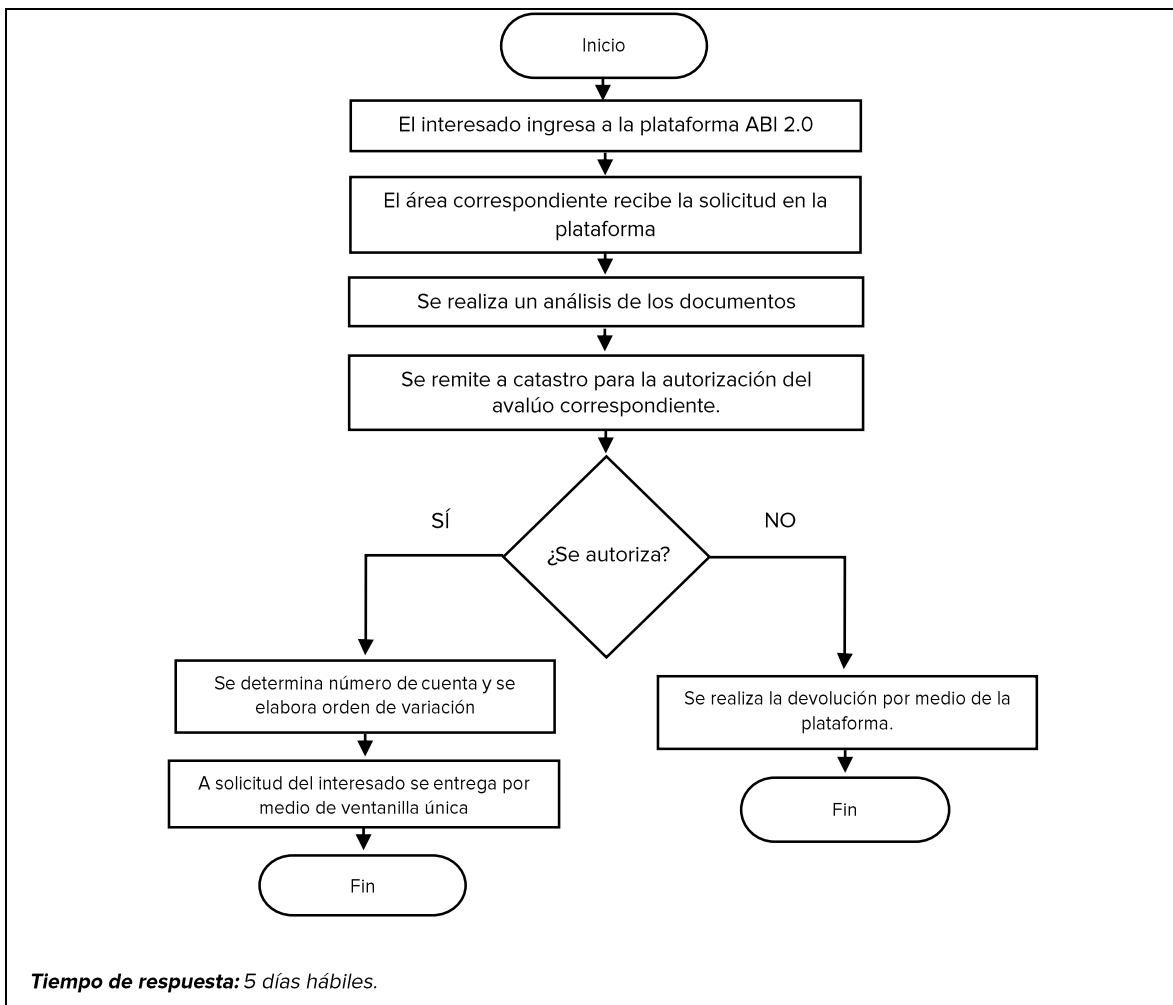 Inicio
El interesado ingresa a la plataforma ABI 2.0
El área correspondiente recibe la solicitud en la
plataforma
Se realiza un análisis de los documentos
Se remite a catastro para la autorización del
avalúo correspondiente.
¿Se autoriza?
SÍ
NO
Se determina número de cuenta y se
elabora orden de variación
A solicitud del interesado se entrega por
medio de ventanilla única
Fin
Se realiza la devolución por medio de la
plataforma.
Fin
Tiempo de respuesta: 5 días hábiles.